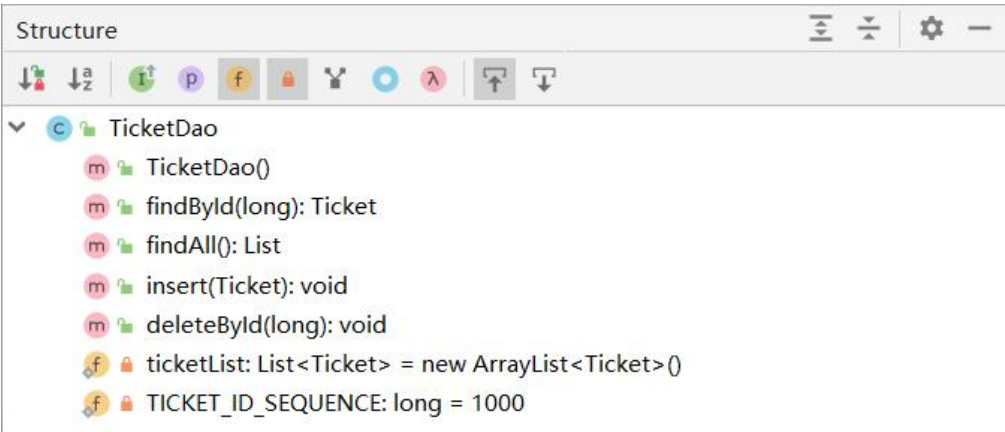 Structure
TicketDao
TicketDao()
findById(long): Ticket
findAll(): List
insert(Ticket): void
deleteById(long): void
ticketList: List<Ticket> = new ArrayList<Ticket>()
TICKET_ID_SEQUENCE: long = 1000